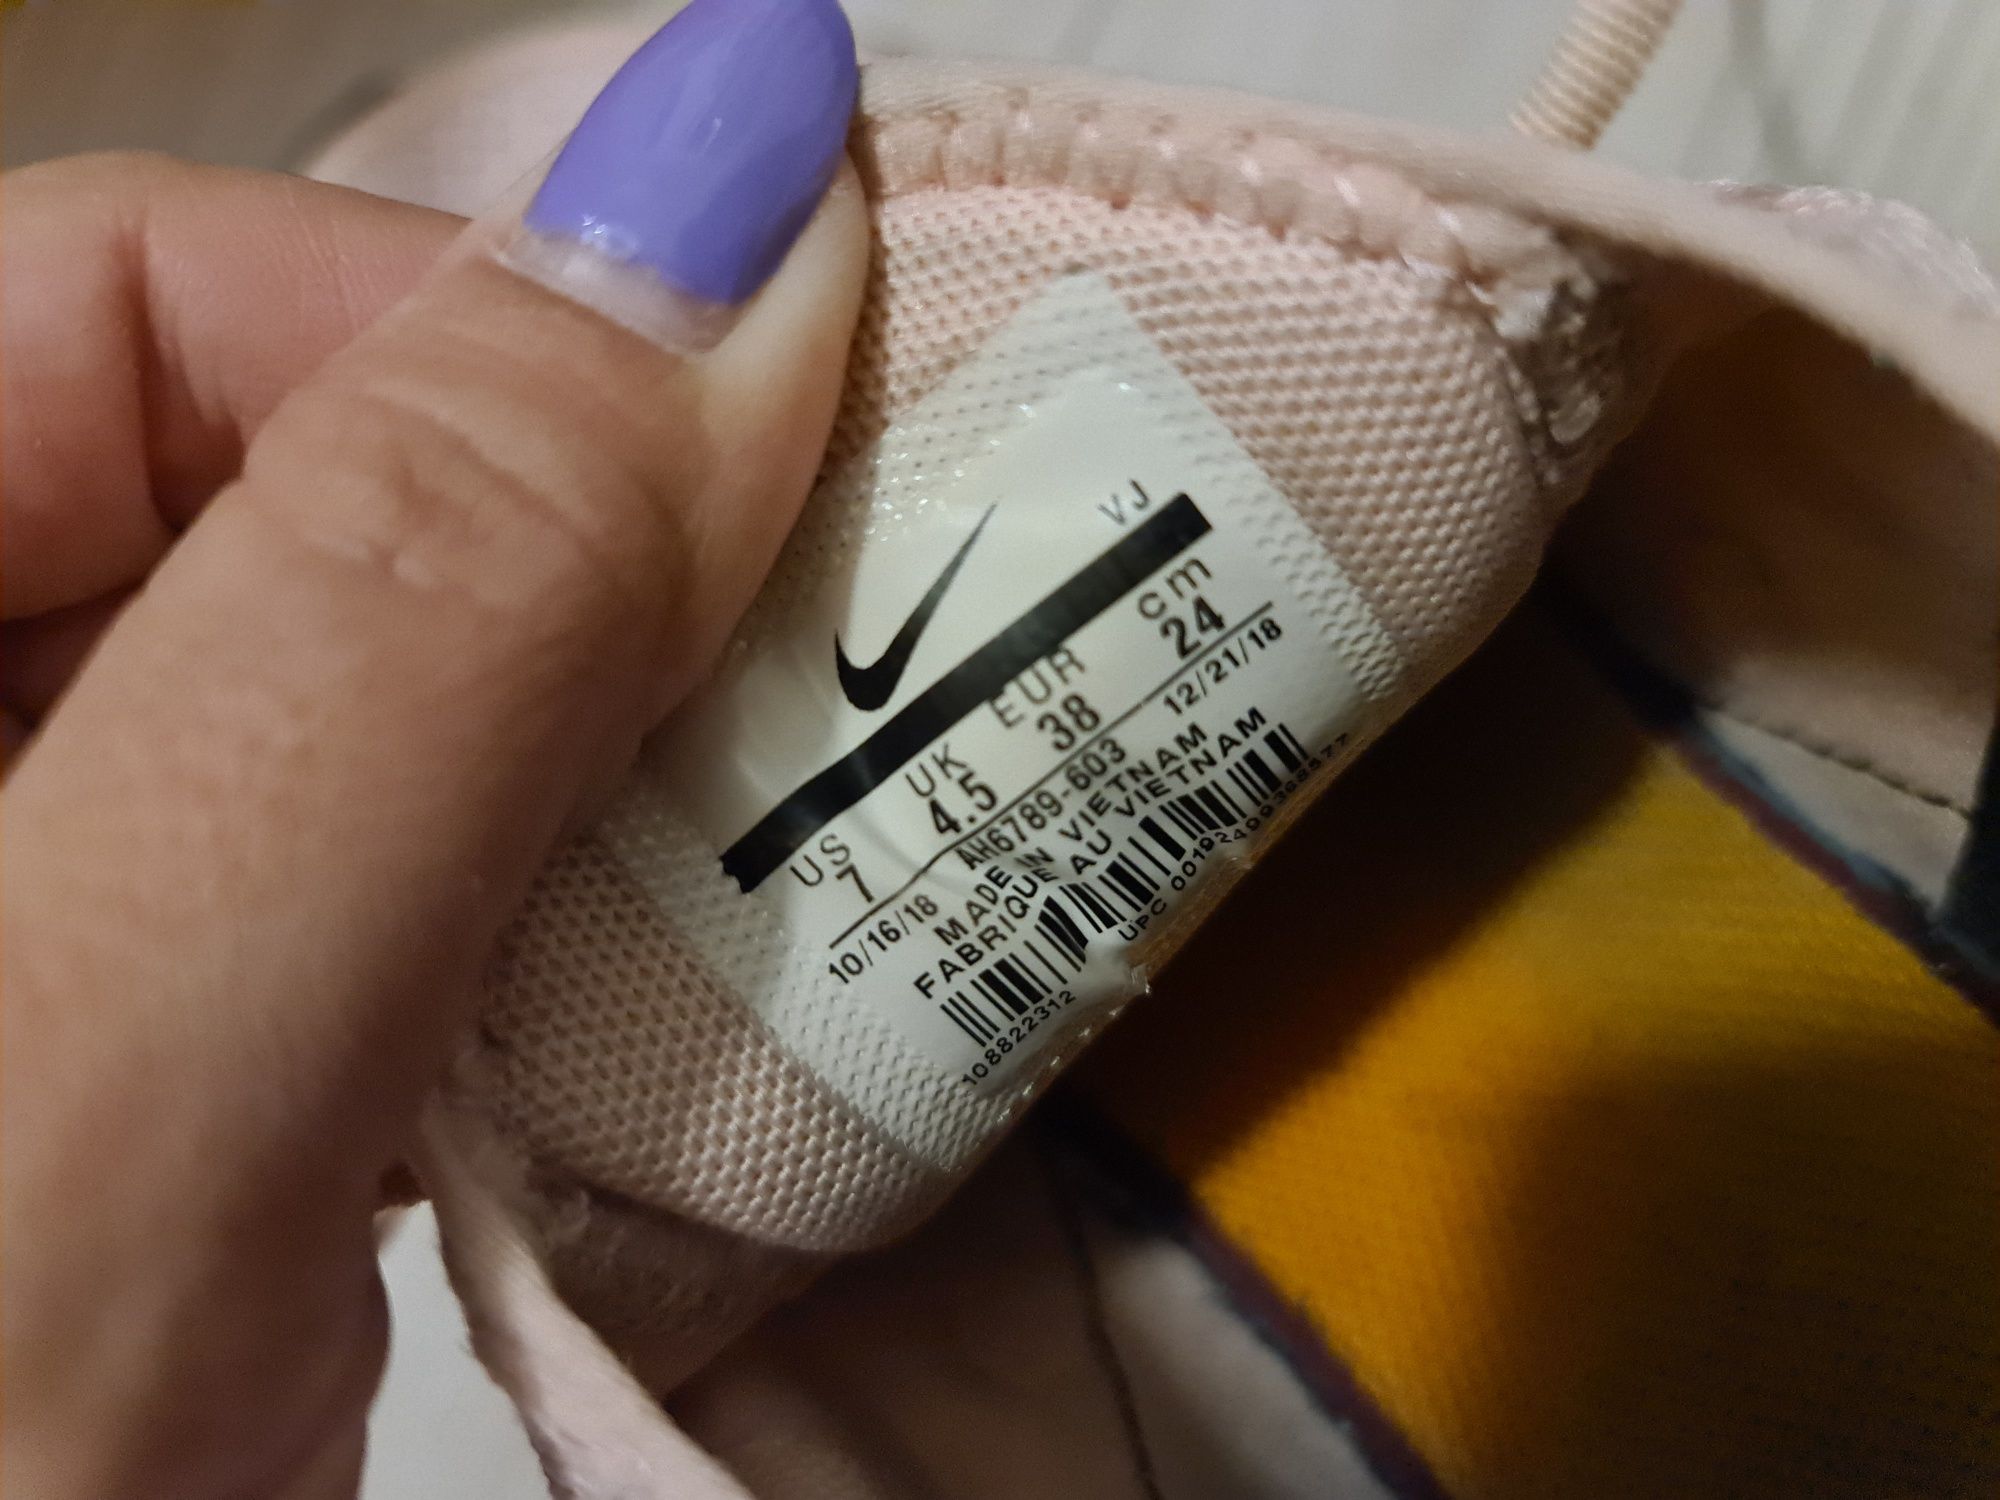 VJ
US UK EUR cm
7 4.5 38 24
10/16/18 AH6789-603 12/21/18
MADE IN VIETNAM
FABRIQUE AU VIETNAM
108822312 UPC